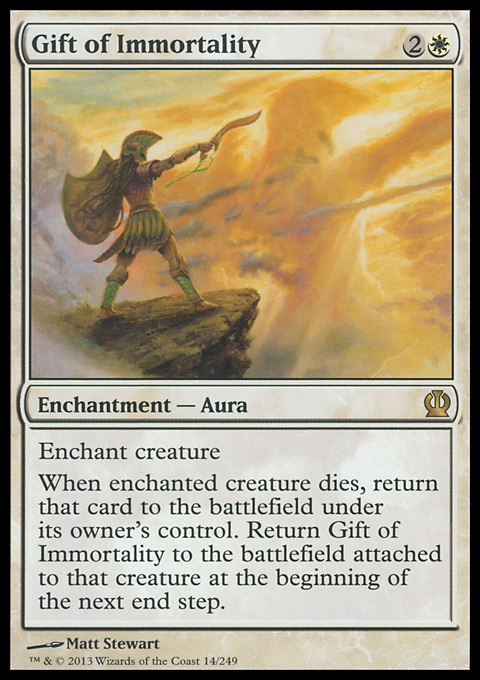 Gift of Immortality 2
Enchantment — Aura
Enchant creature
When enchanted creature dies, return
that card to the battlefield under
its owner's control. Return Gift of
Immortality to the battlefield attached
to that creature at the beginning of
the next end step.
Matt Stewart
™ & © 2013 Wizards of the Coast 14/249